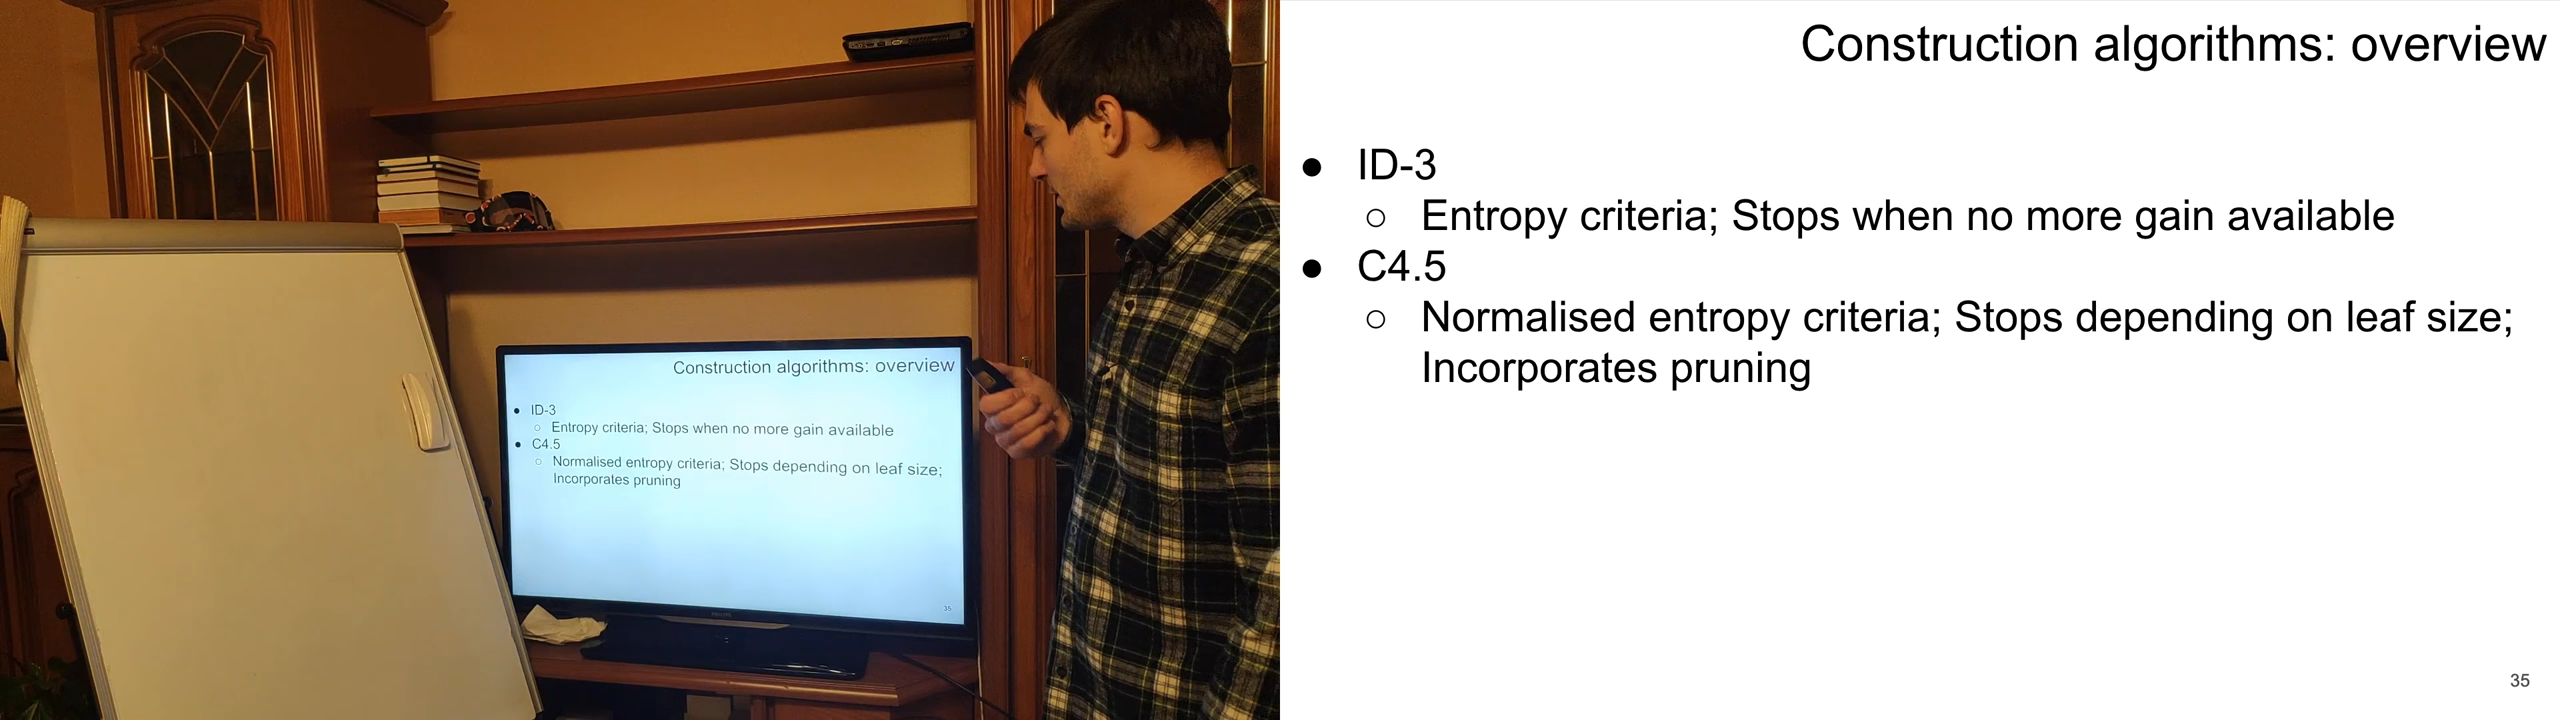 Construction algorithms: overview
● ID-3
○ Entropy criteria; Stops when no more gain available
● C4.5
○ Normalised entropy criteria; Stops depending on leaf size;
Incorporates pruning
35
Construction algorithms: overview
● ID-3
○ Entropy criteria; Stops when no more gain available
● C4.5
○ Normalised entropy criteria; Stops depending on leaf size;
Incorporates pruning
35